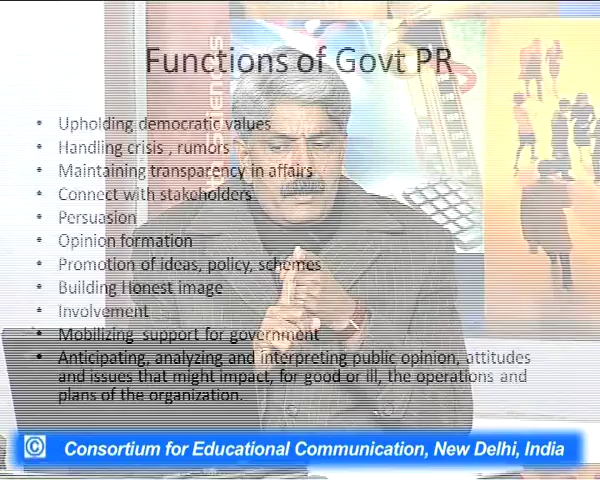 Functions of Govt PR
• Upholding democratic values
• Handling crisis , rumors
• Maintaining transparency in affairs
• Connect with stakeholders
• Persuasion
• Opinion formation
• Promotion of ideas, policy, schemes
• Building Honest image
• Involvement
• Mobilizing support for government
• Anticipating, analyzing and interpreting public opinion, attitudes
and issues that might impact, for good or ill, the operations and
plans of the organization.
© Consortium for Educational Communication, New Delhi, India